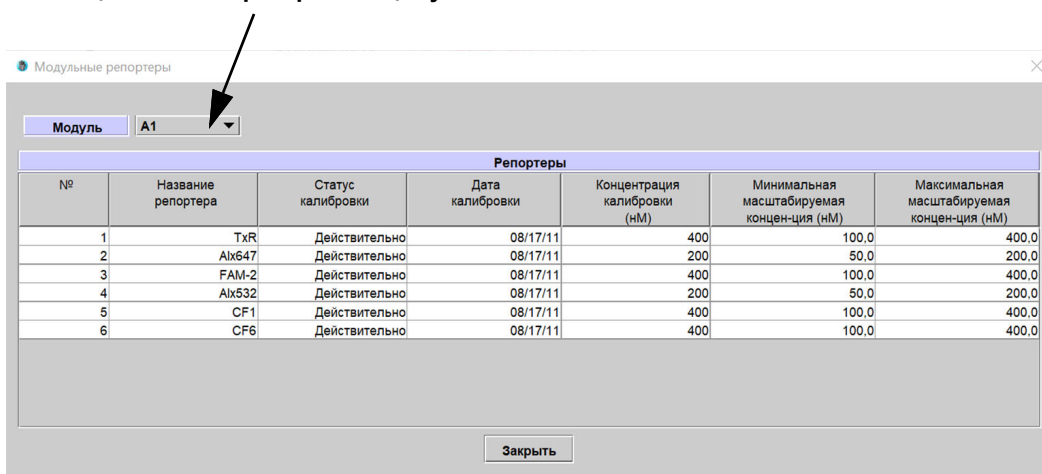 Модульные репортеры
Модуль A1
Репортеры
№ Название репортера Статус калибровки Дата калибровки Концентрация калибровки (нМ) Минимальная масштабируемая концен-ция (нМ) Максимальная масштабируемая концен-ция (нМ)
1 TxR Действительно 08/17/11 400 100,0 400,0
2 Alx647 Действительно 08/17/11 200 50,0 200,0
3 FAM-2 Действительно 08/17/11 400 100,0 400,0
4 Alx532 Действительно 08/17/11 200 50,0 200,0
5 CF1 Действительно 08/17/11 400 100,0 400,0
6 CF6 Действительно 08/17/11 400 100,0 400,0
Закрыть